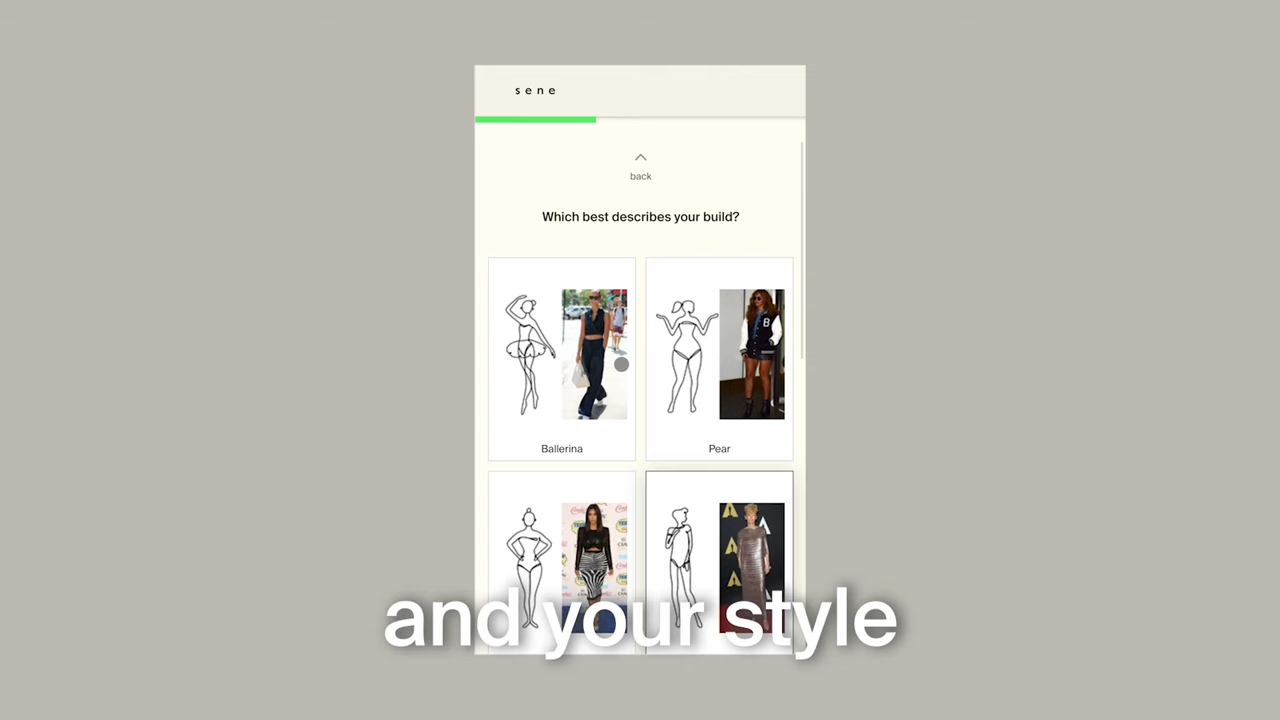 sene
back
Which best describes your build?
B
Ballerina
Pear
and your style